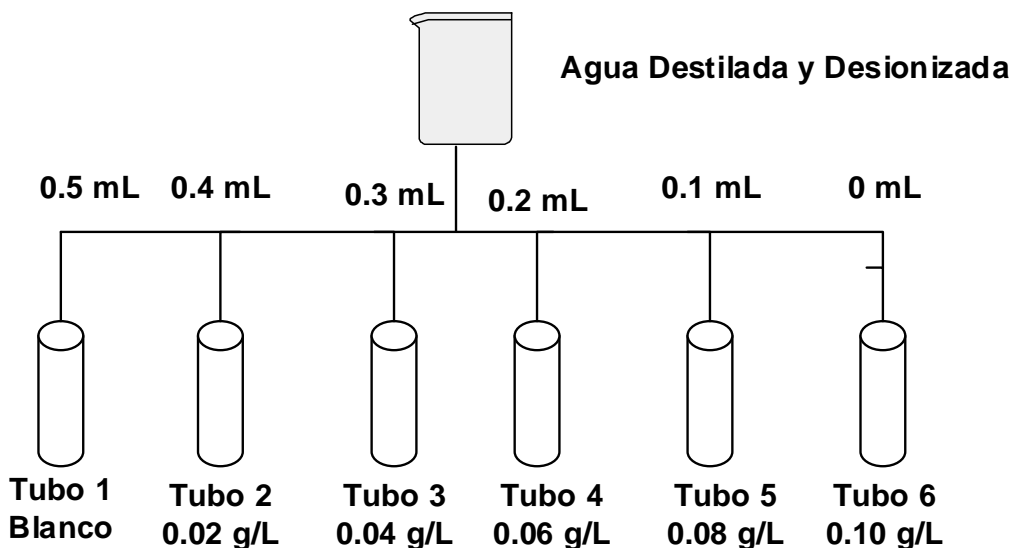 Agua Destilada y Desionizada
0.5 mL 0.4 mL 0.3 mL 0.2 mL 0.1 mL 0 mL
Tubo 1 Tubo 2 Tubo 3 Tubo 4 Tubo 5 Tubo 6
Blanco 0.02 g/L 0.04 g/L 0.06 g/L 0.08 g/L 0.10 g/L